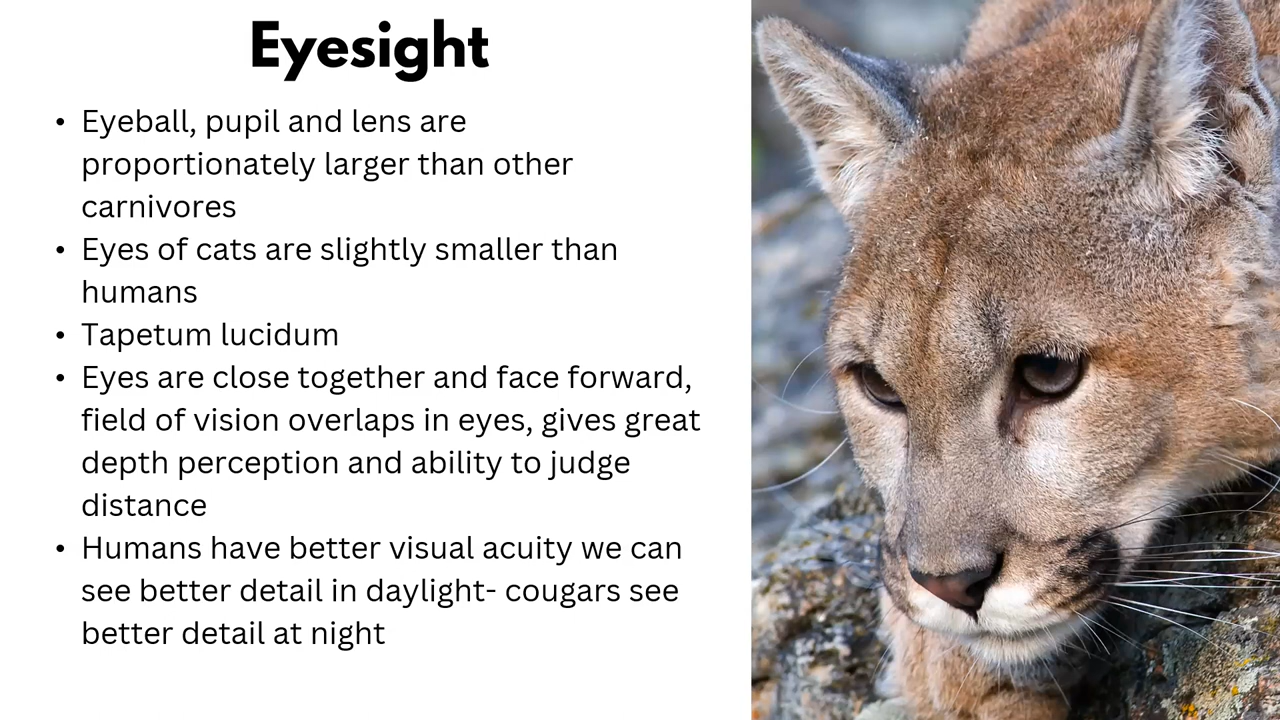 Eyesight
• Eyeball, pupil and lens are
proportionately larger than other
carnivores
• Eyes of cats are slightly smaller than
humans
• Tapetum lucidum
• Eyes are close together and face forward,
field of vision overlaps in eyes, gives great
depth perception and ability to judge
distance
• Humans have better visual acuity we can
see better detail in daylight- cougars see
better detail at night